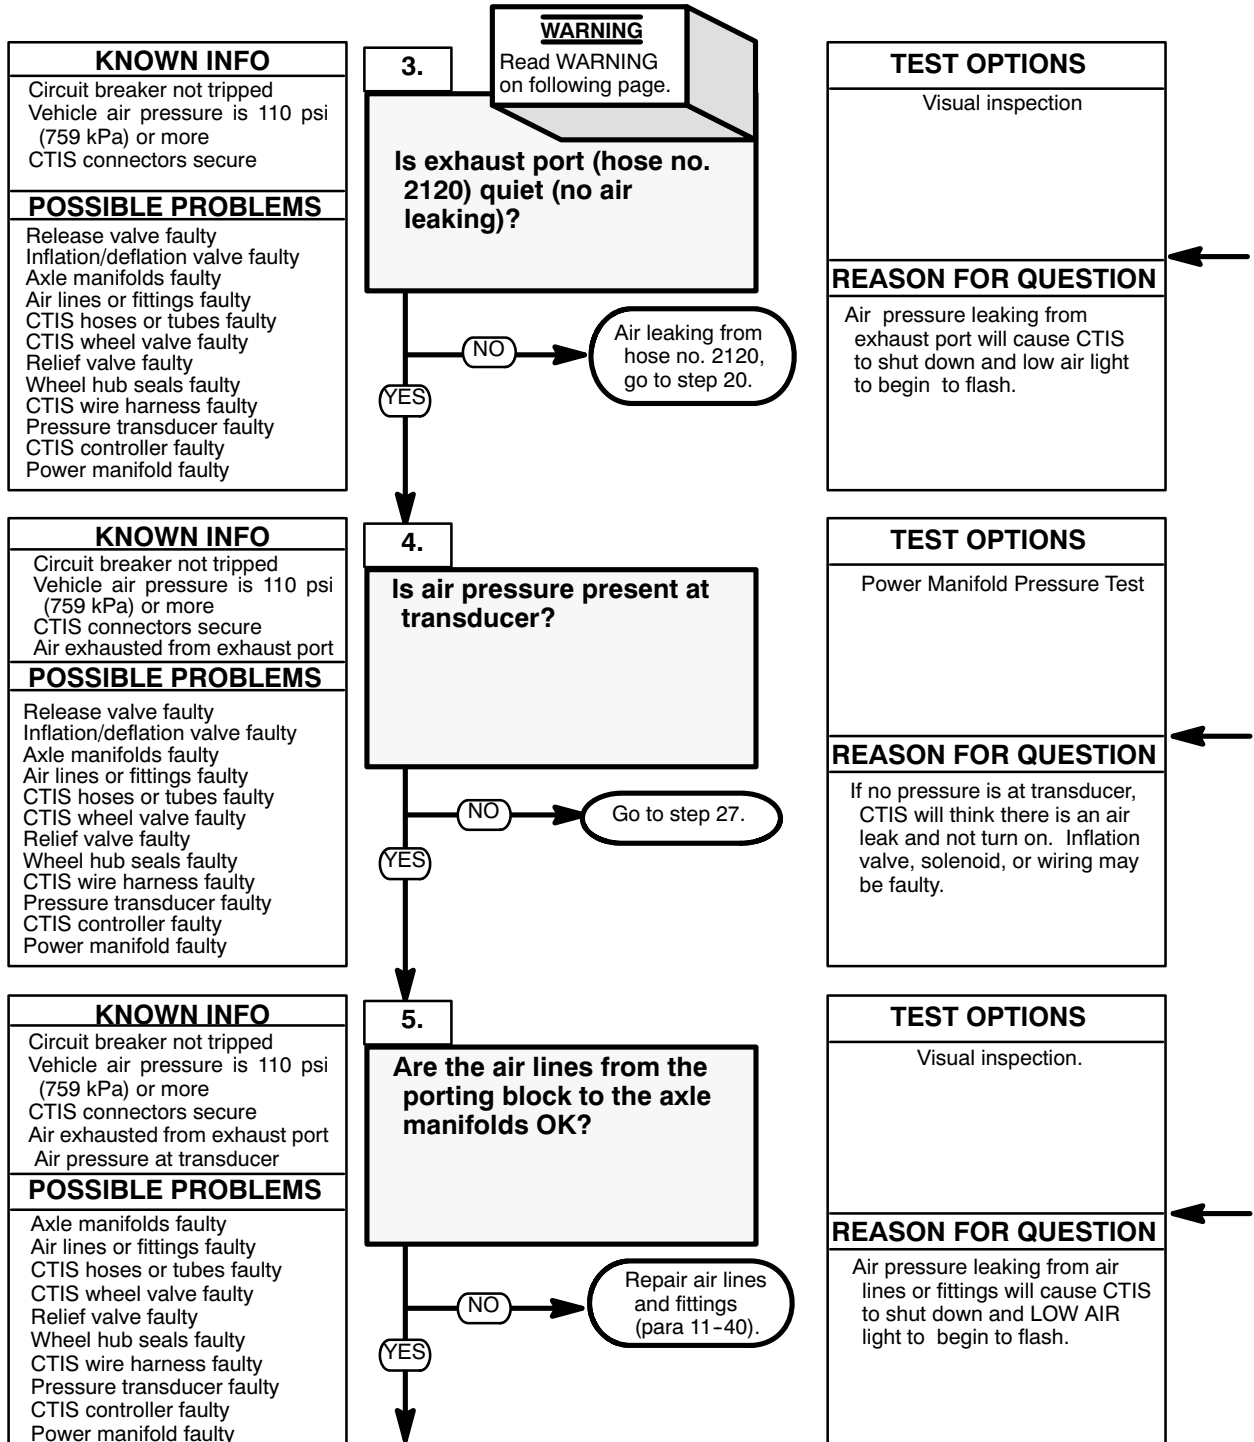 KNOWN INFO
Circuit breaker not tripped
Vehicle air pressure is 110 psi
(759 kPa) or more
CTIS connectors secure
POSSIBLE PROBLEMS
Release valve faulty
Inflation/deflation valve faulty
Axle manifolds faulty
Air lines or fittings faulty
CTIS hoses or tubes faulty
CTIS wheel valve faulty
Relief valve faulty
Wheel hub seals faulty
CTIS wire harness faulty
Pressure transducer faulty
CTIS controller faulty
Power manifold faulty
3.
WARNING
Read WARNING
on following page.
Is exhaust port (hose no.
2120) quiet (no air
leaking)?
NO
Air leaking from
hose no. 2120,
go to step 20.
YES
TEST OPTIONS
Visual inspection
REASON FOR QUESTION
Air pressure leaking from
exhaust port will cause CTIS
to shut down and low air light
to begin to flash.
KNOWN INFO
Circuit breaker not tripped
Vehicle air pressure is 110 psi
(759 kPa) or more
CTIS connectors secure
Air exhausted from exhaust port
POSSIBLE PROBLEMS
Release valve faulty
Inflation/deflation valve faulty
Axle manifolds faulty
Air lines or fittings faulty
CTIS hoses or tubes faulty
CTIS wheel valve faulty
Relief valve faulty
Wheel hub seals faulty
CTIS wire harness faulty
Pressure transducer faulty
CTIS controller faulty
Power manifold faulty
4.
Is air pressure present at
transducer?
NO
Go to step 27.
YES
TEST OPTIONS
Power Manifold Pressure Test
REASON FOR QUESTION
If no pressure is at transducer,
CTIS will think there is an air
leak and not turn on. Inflation
valve, solenoid, or wiring may
be faulty.
KNOWN INFO
Circuit breaker not tripped
Vehicle air pressure is 110 psi
(759 kPa) or more
CTIS connectors secure
Air exhausted from exhaust port
Air pressure at transducer
POSSIBLE PROBLEMS
Axle manifolds faulty
Air lines or fittings faulty
CTIS hoses or tubes faulty
CTIS wheel valve faulty
Relief valve faulty
Wheel hub seals faulty
CTIS wire harness faulty
Pressure transducer faulty
CTIS controller faulty
Power manifold faulty
5.
Are the air lines from the
porting block to the axle
manifolds OK?
NO
Repair air lines
and fittings
(para 11-40).
YES
TEST OPTIONS
Visual inspection.
REASON FOR QUESTION
Air pressure leaking from air
lines or fittings will cause CTIS
to shut down and LOW AIR
light to begin to flash.